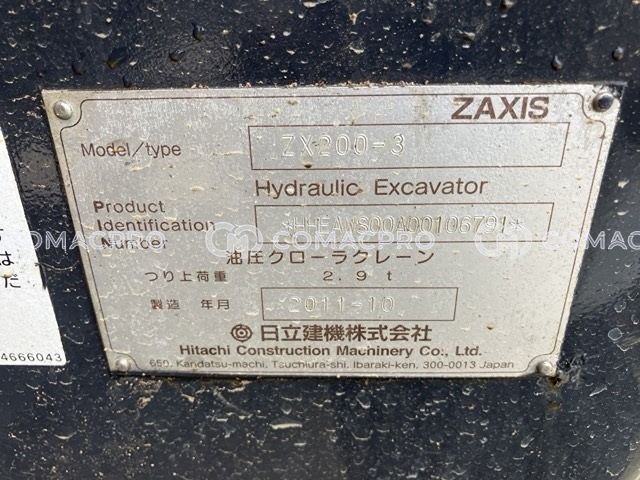 ZAXIS
Model/type ZX200-3
Hydraulic Excavator
Product
Identification
Number
油圧クローラクレーン
つり上荷重 2.9 t
製造 年月 2011-10
日立建機株式会社
Hitachi Construction Machinery Co., Ltd.
650, Kandatsu-machi, Tsuchiura-shi, Ibaraki-ken, 300-0013 Japan
は
だ
4666043
COMACPRO COMACPRO COMACPRO